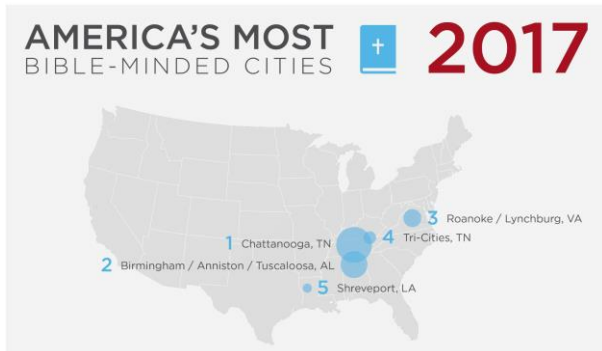 AMERICA'S MOST
BIBLE-MINDED CITIES
2017
3 Roanoke / Lynchburg, VA
1 Chattanooga, TN
4 Tri-Cities, TN
2 Birmingham / Anniston / Tuscaloosa, AL
5 Shreveport, LA